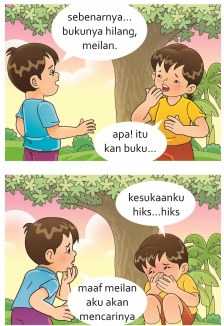 sebenarnya...
bukunya hilang,
meilan.
apa! itu
kan buku...
kesukaanku
hiks...hiks
maaf meilan
aku akan
mencarinya